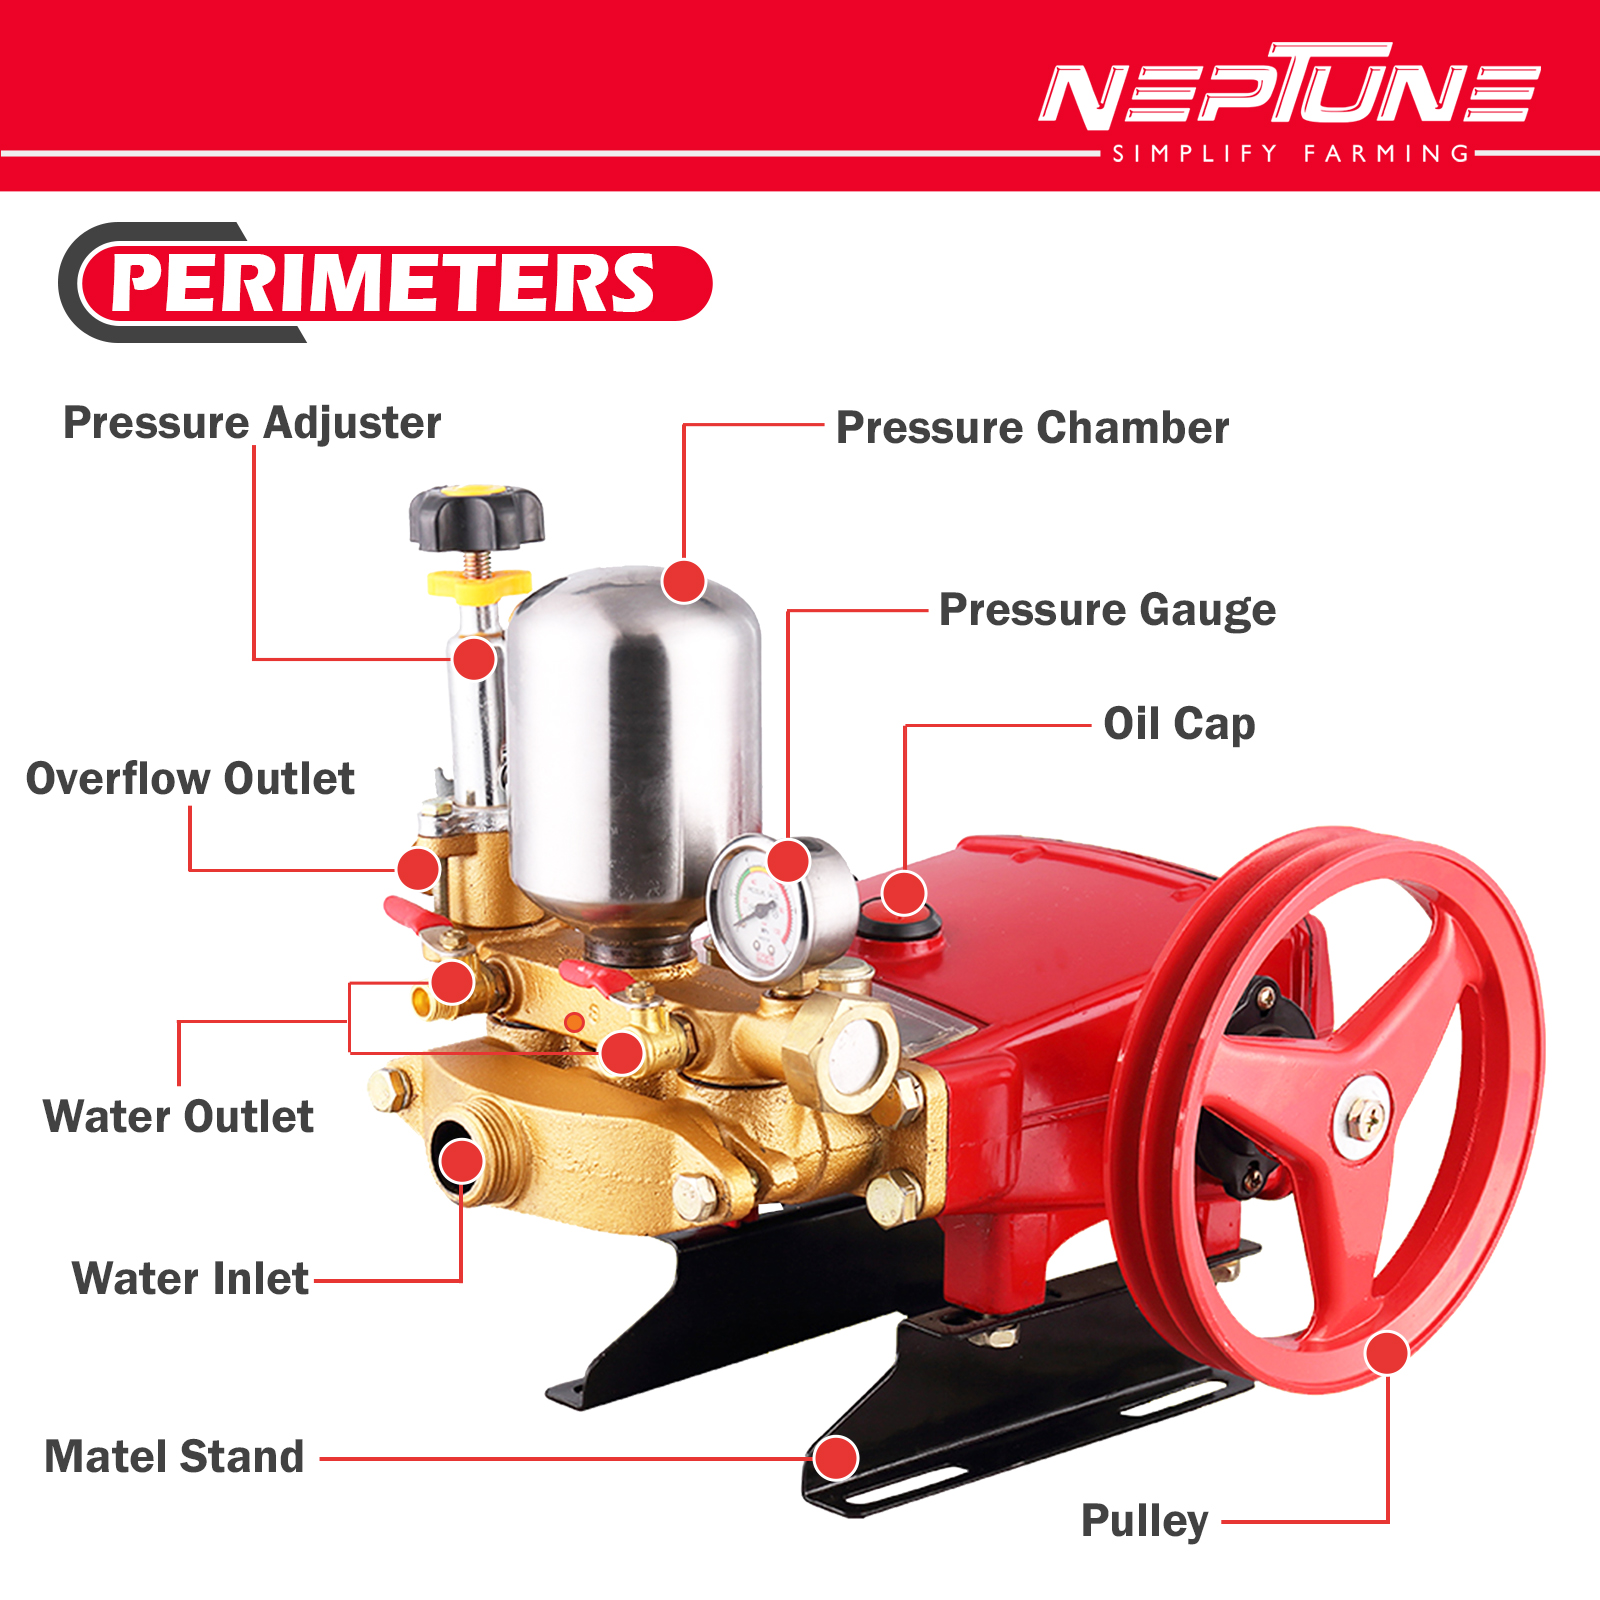 NEPTUNE
SIMPLIFY FARMING
PERIMETERS
Pressure Adjuster
Pressure Chamber
Pressure Gauge
Oil Cap
Overflow Outlet
Water Outlet
Water Inlet
Matel Stand
Pulley